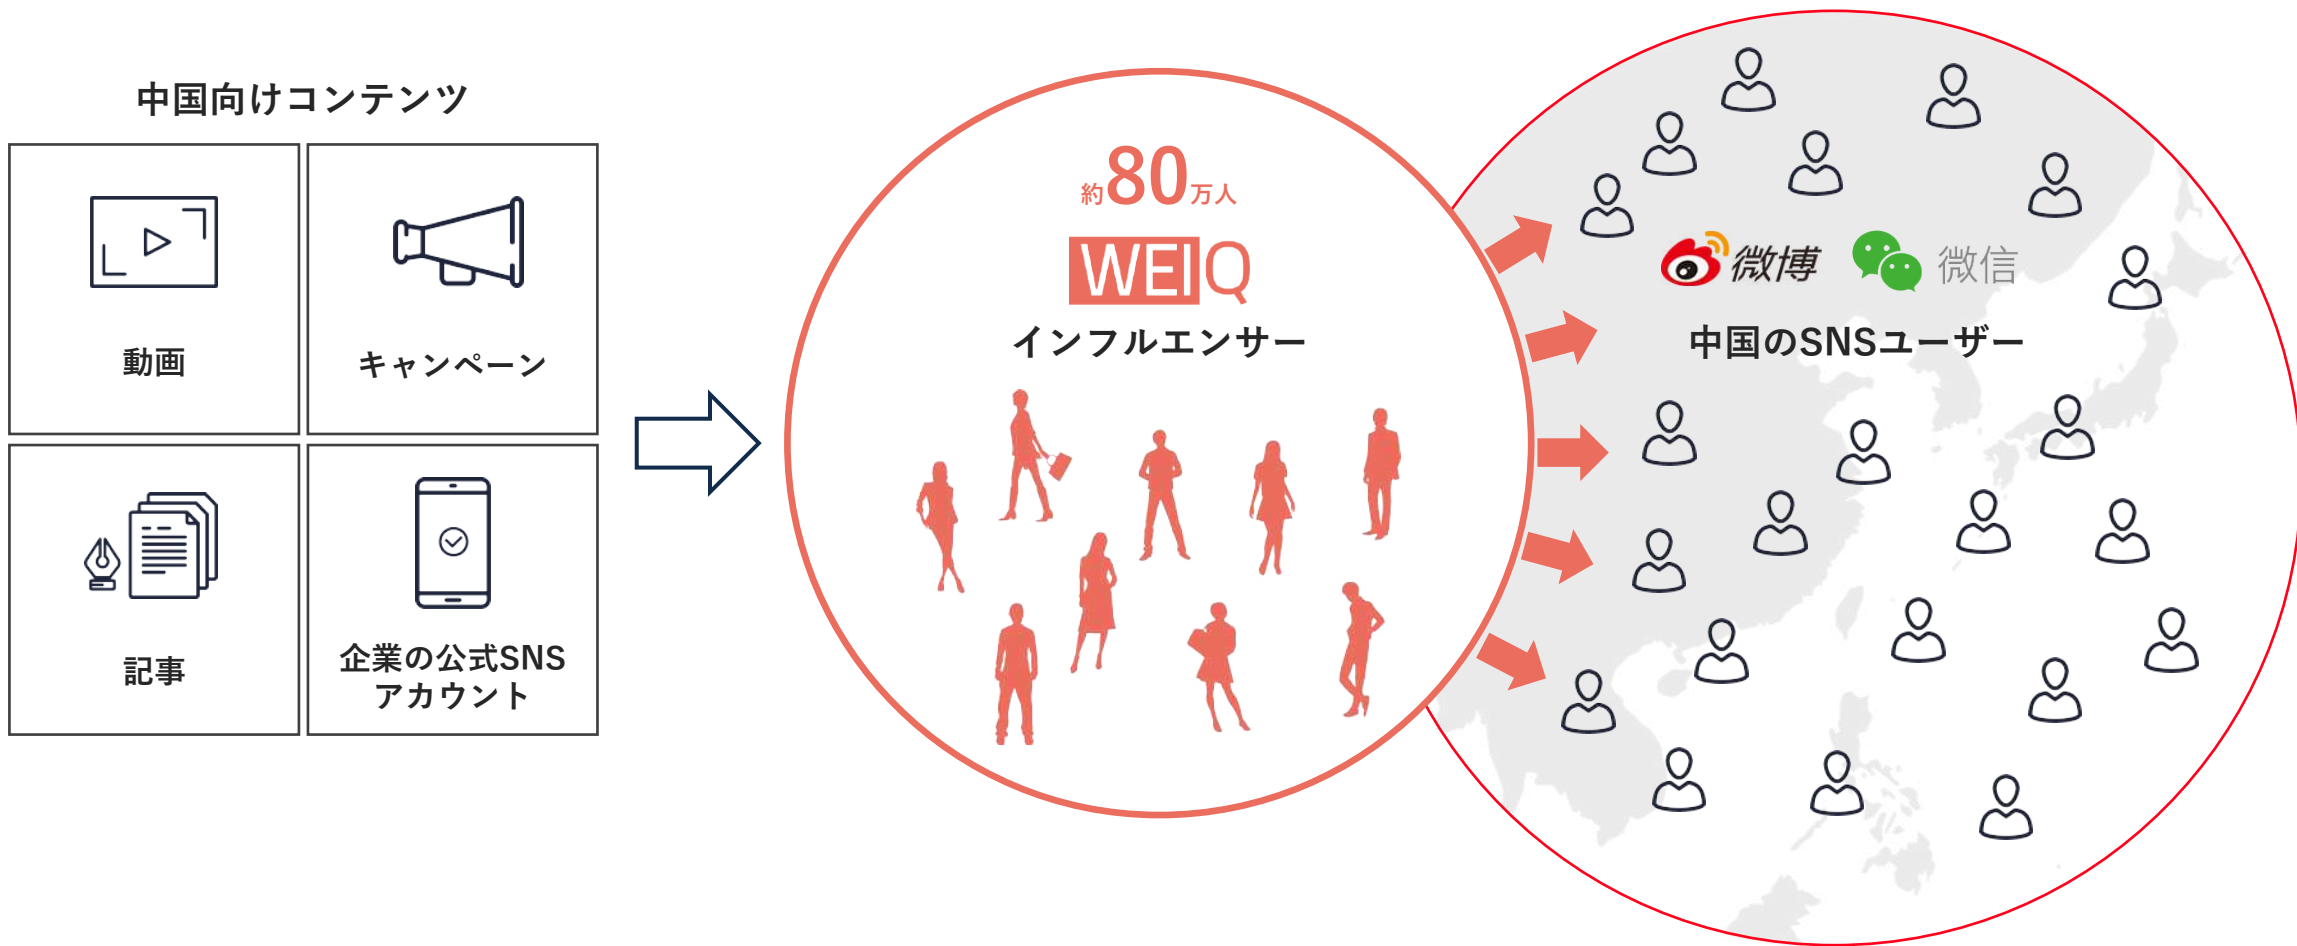 中国向けコンテンツ
動画
キャンペーン
記事
企業の公式SNS
アカウント
約80万人
WEIQ
インフルエンサー
微博
微信
中国のSNSユーザー